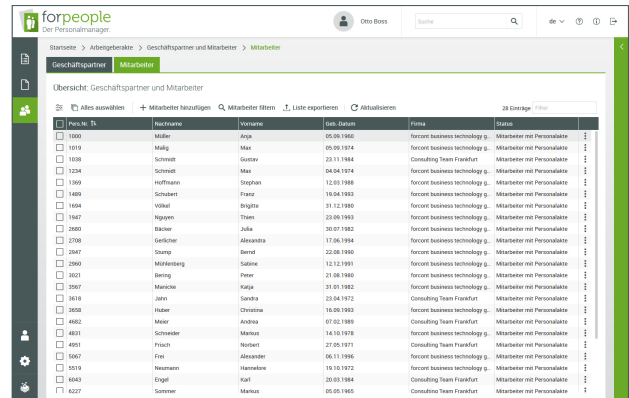 forpeople
Der Personalmanager.
Otto Boss
Suche
de
Startseite > Arbeitgeberakte > Geschäftspartner und Mitarbeiter > Mitarbeiter
Geschäftspartner Mitarbeiter
Übersicht: Geschäftspartner und Mitarbeiter
Alles auswählen + Mitarbeiter hinzufügen Mitarbeiter filtern Liste exportieren Aktualisieren 28 Einträge Filter
Pers.Nr. Nachname Vorname Geb.-Datum Firma Status
1000 Müller Anja 05.09.1960 forcont business technology g... Mitarbeiter mit Personalakte
1019 Malig Max 05.09.1974 forcont business technology g... Mitarbeiter mit Personalakte
1038 Schmidt Gustav 23.11.1984 Consulting Team Frankfurt Mitarbeiter mit Personalakte
1234 Schmidt Max 04.04.1974 forcont business technology g... Mitarbeiter mit Personalakte
1369 Hoffmann Stephan 12.03.1988 forcont business technology g... Mitarbeiter mit Personalakte
1489 Schubert Franz 19.04.1993 forcont business technology g... Mitarbeiter mit Personalakte
1694 Völkel Brigitte 31.12.1980 forcont business technology g... Mitarbeiter mit Personalakte
1947 Nguyen Thien 23.09.1993 forcont business technology g... Mitarbeiter mit Personalakte
2680 Bäcker Julia 30.07.1982 forcont business technology g... Mitarbeiter mit Personalakte
2708 Gerlicher Alexandra 17.06.1994 forcont business technology g... Mitarbeiter mit Personalakte
2947 Stump Bernd 22.08.1990 forcont business technology g... Mitarbeiter mit Personalakte
2960 Mühlenberg Sabine 12.12.1991 forcont business technology g... Mitarbeiter mit Personalakte
3021 Bering Peter 21.08.1980 forcont business technology g... Mitarbeiter mit Personalakte
3567 Manicke Katja 31.01.1982 forcont business technology g... Mitarbeiter mit Personalakte
3618 Jahn Sandra 23.04.1972 Consulting Team Frankfurt Mitarbeiter mit Personalakte
3658 Huber Christina 16.09.1993 forcont business technology g... Mitarbeiter mit Personalakte
4682 Meier Andrea 07.02.1989 Consulting Team Frankfurt Mitarbeiter mit Personalakte
4831 Schneider Markus 14.10.1978 forcont business technology g... Mitarbeiter mit Personalakte
4951 Frisch Norbert 27.05.1971 Consulting Team Frankfurt Mitarbeiter mit Personalakte
5067 Frei Alexander 06.11.1996 forcont business technology g... Mitarbeiter mit Personalakte
5519 Neumann Hannelore 19.10.1972 forcont business technology g... Mitarbeiter mit Personalakte
6043 Engel Karl 20.03.1984 Consulting Team Frankfurt Mitarbeiter mit Personalakte
6227 Sommer Markus 05.05.1965 Consulting Team Frankfurt Mitarbeiter mit Personalakte